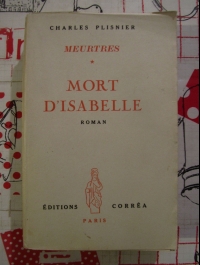 CHARLES PLISNIER
MEURTRES
*
MORT
D'ISABELLE
ROMAN
ÉDITIONS CORRÊA
PARIS